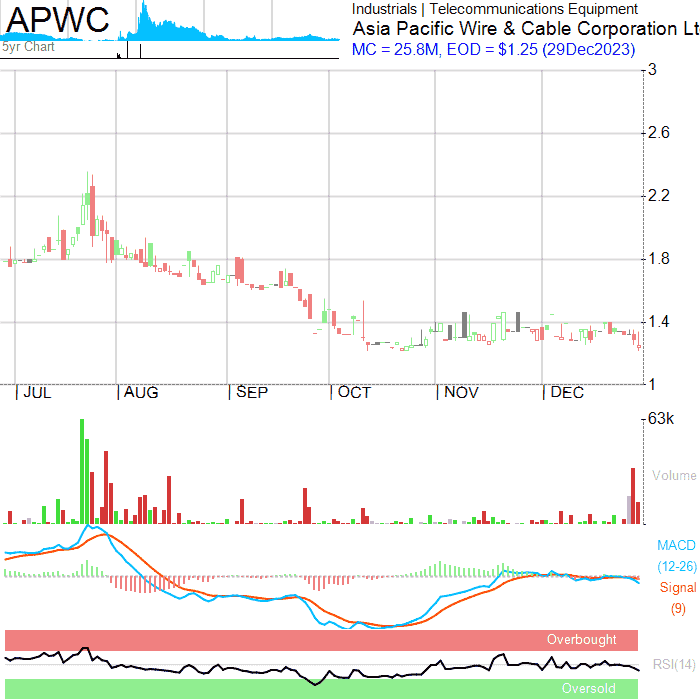 APWC
5yr Chart
Industrials | Telecommunications Equipment
Asia Pacific Wire & Cable Corporation Lt
MC = 25.8M, EOD = $1.25 (29Dec2023)
3
2.6
2.2
1.8
1.4
1
JUL AUG SEP OCT NOV DEC
63k
Volume
MACD
(12-26)
Signal
(9)
Overbought
RSI(14)
Oversold